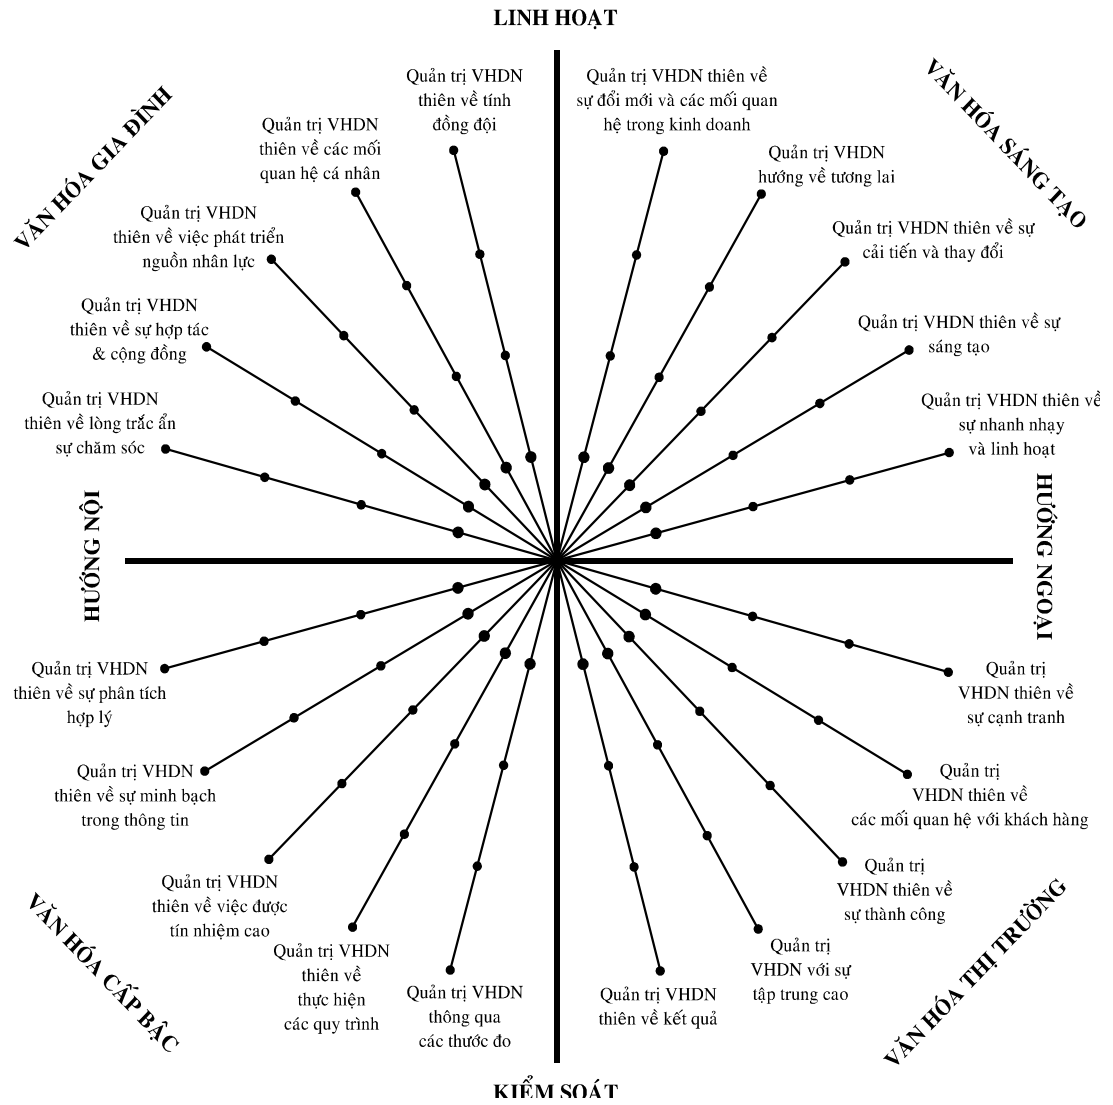 LINH HOẠT
VĂN HÓA GIA ĐÌNH
Quản trị VHDN
thiên về tính
đồng đội
Quản trị VHDN
thiên về các mối
quan hệ cá nhân
Quản trị VHDN
thiên về việc phát triển
nguồn nhân lực
Quản trị VHDN
thiên về sự hợp tác
& cộng đồng
Quản trị VHDN
thiên về lòng trắc ẩn
sự chăm sóc
VĂN HÓA SÁNG TẠO
Quản trị VHDN thiên về
sự đổi mới và các mối quan
hệ trong kinh doanh
Quản trị VHDN
hướng về tương lai
Quản trị VHDN thiên về sự
cải tiến và thay đổi
Quản trị VHDN thiên về sự
sáng tạo
Quản trị VHDN thiên về
sự nhanh nhạy
và linh hoạt
HƯỚNG NỘI
HƯỚNG NGOẠI
Quản trị VHDN
thiên về sự phân tích
hợp lý
Quản trị VHDN
thiên về sự minh bạch
trong thông tin
Quản trị VHDN
thiên về việc được
tín nhiệm cao
Quản trị VHDN
thiên về
thực hiện
các quy trình
Quản trị VHDN
thông qua
các thước đo
VĂN HÓA CẤP BẬC
Quản trị
VHDN thiên về
sự cạnh tranh
Quản trị
VHDN thiên về
các mối quan hệ với khách hàng
Quản trị
VHDN thiên về
sự thành công
Quản trị
VHDN với sự
tập trung cao
Quản trị VHDN
thiên về kết quả
VĂN HÓA THỊ TRƯỜNG
KIỂM SOÁT